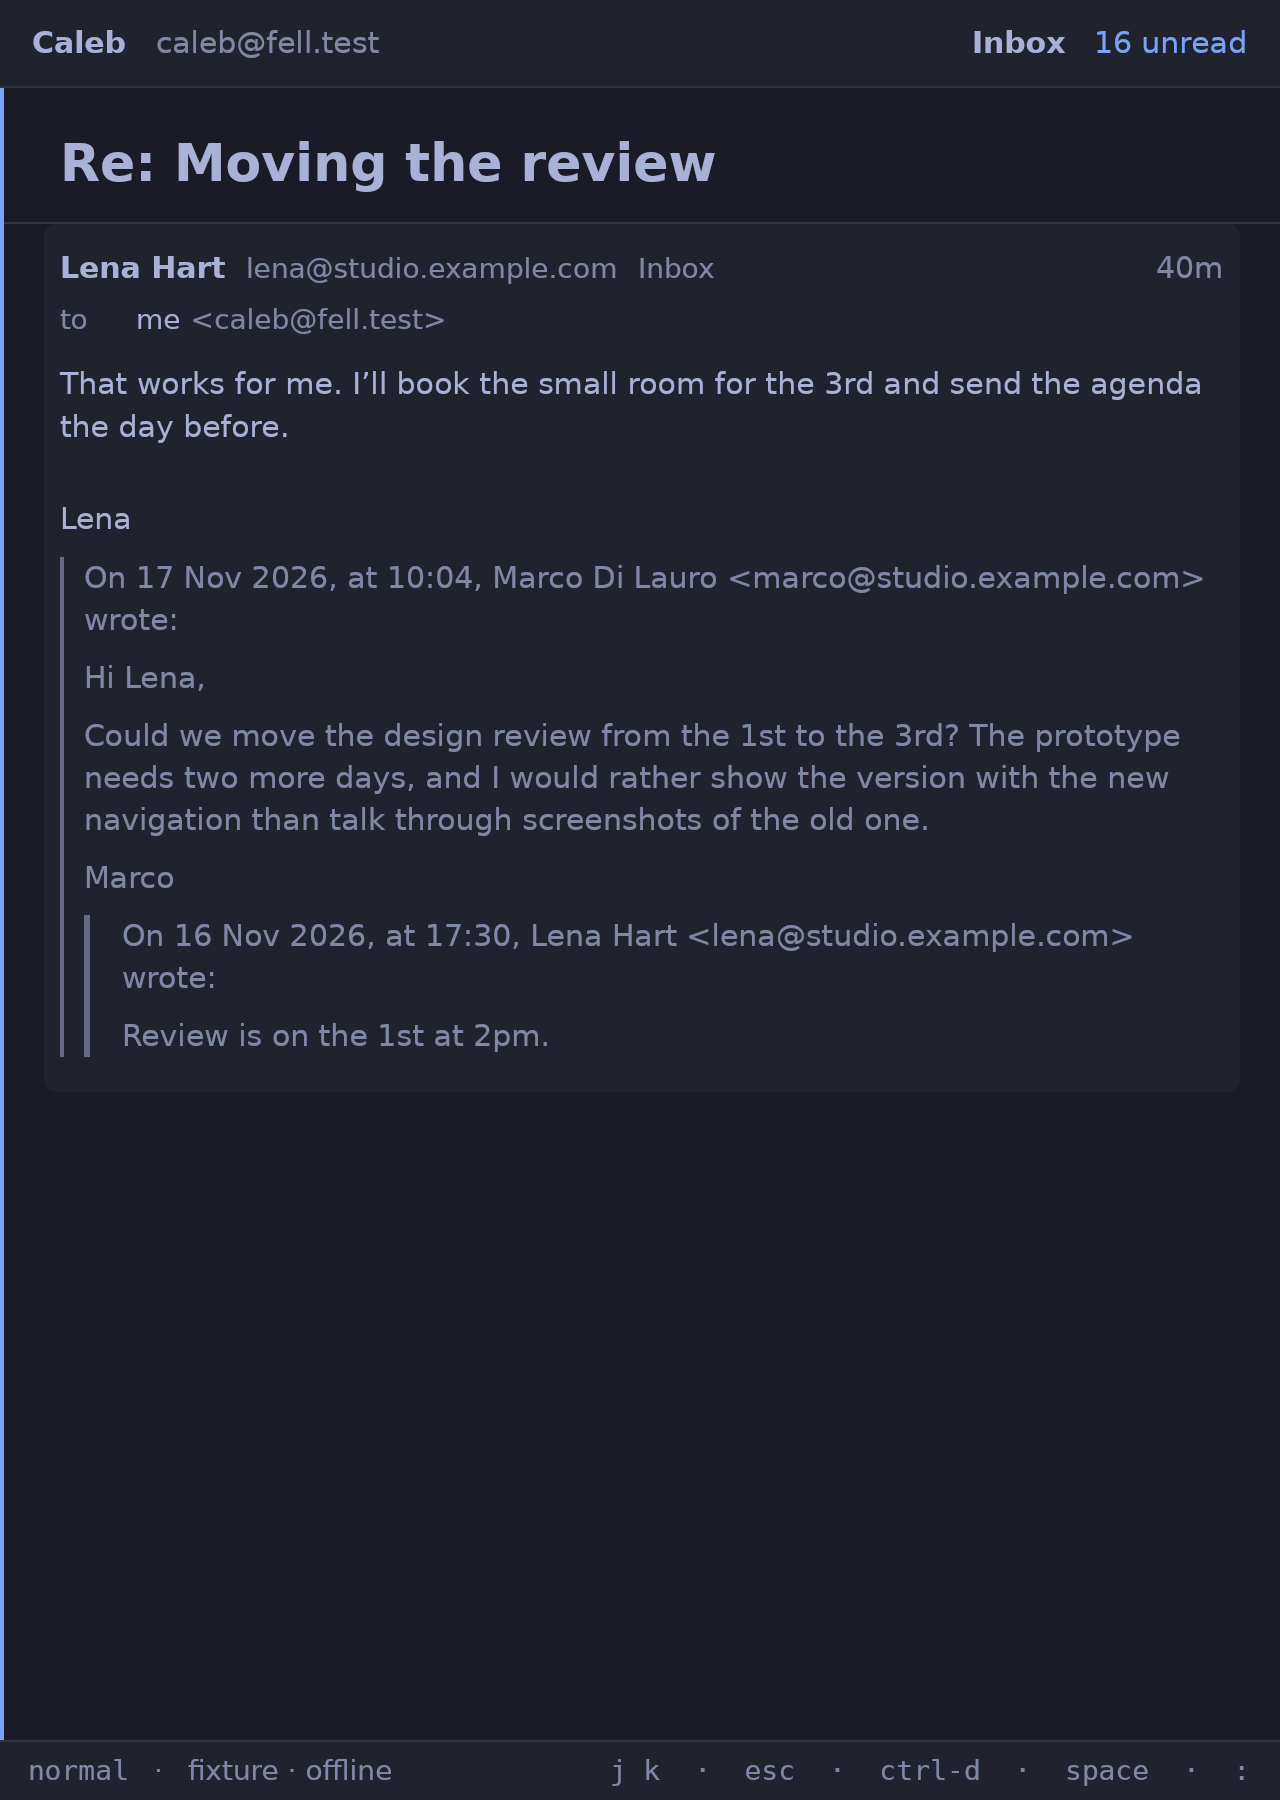 Caleb caleb@fell.test Inbox 16 unread
Re: Moving the review
Lena Hart lena@studio.example.com Inbox 40m
to me <caleb@fell.test>
That works for me. I’ll book the small room for the 3rd and send the agenda
the day before.
Lena
On 17 Nov 2026, at 10:04, Marco Di Lauro <marco@studio.example.com>
wrote:
Hi Lena,
Could we move the design review from the 1st to the 3rd? The prototype
needs two more days, and I would rather show the version with the new
navigation than talk through screenshots of the old one.
Marco
On 16 Nov 2026, at 17:30, Lena Hart <lena@studio.example.com>
wrote:
Review is on the 1st at 2pm.
normal · fixture · offline j k · esc · ctrl-d · space · :